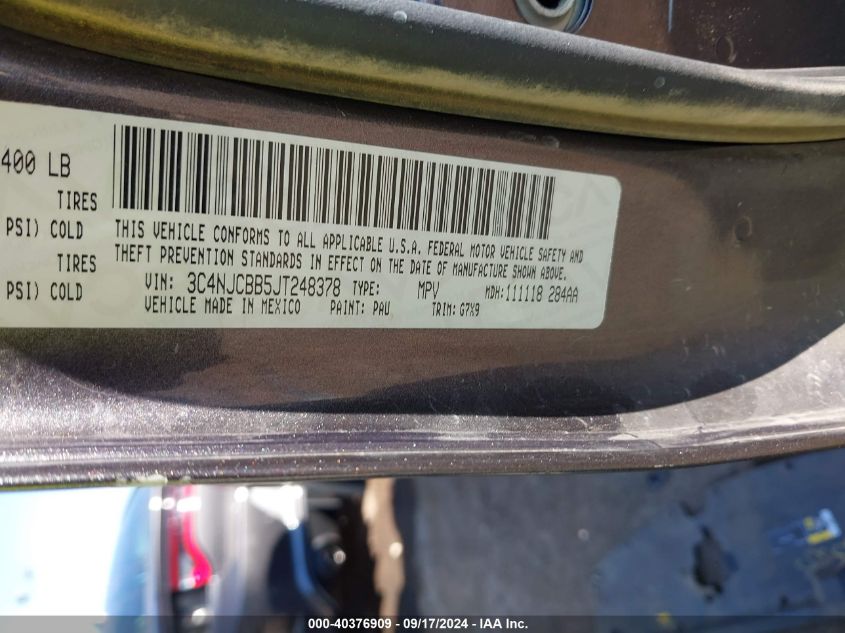 400 LB
TIRES
PSI) COLD
TIRES
PSI) COLD
THIS VEHICLE CONFORMS TO ALL APPLICABLE U.S.A. FEDERAL MOTOR VEHICLE SAFETY AND
THEFT PREVENTION STANDARDS IN EFFECT ON THE DATE OF MANUFACTURE SHOWN ABOVE.
VIN: 3C4NJCBB5JT248378 TYPE: MPV MDH:111118 284AA
VEHICLE MADE IN MEXICO PAINT: PAU TRIM: G7X9
000-40376909 - 09/17/2024 - IAA Inc.